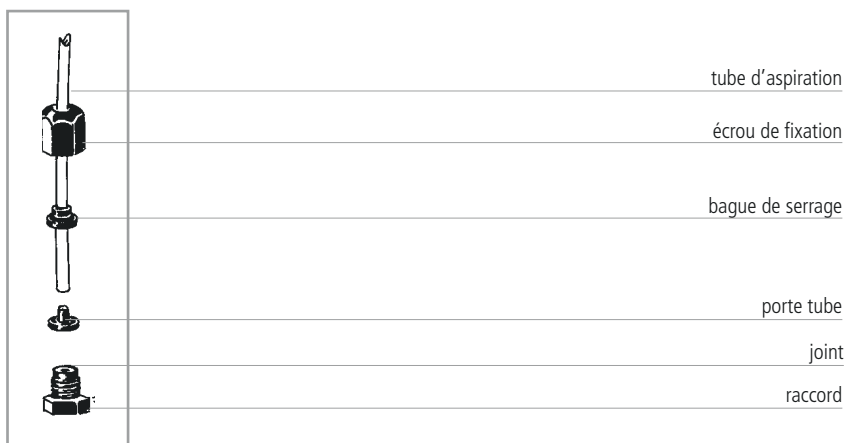 tube d’aspiration
écrou de fixation
bague de serrage
porte tube
joint
raccord